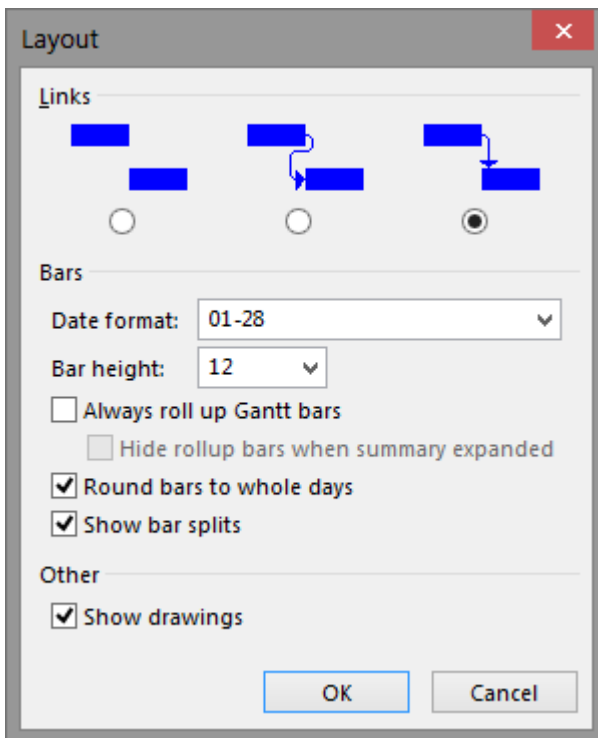 Layout
Links
Bars
Date format: 01-28
Bar height: 12
Always roll up Gantt bars
Hide rollup bars when summary expanded
Round bars to whole days
Show bar splits
Other
Show drawings
OK Cancel